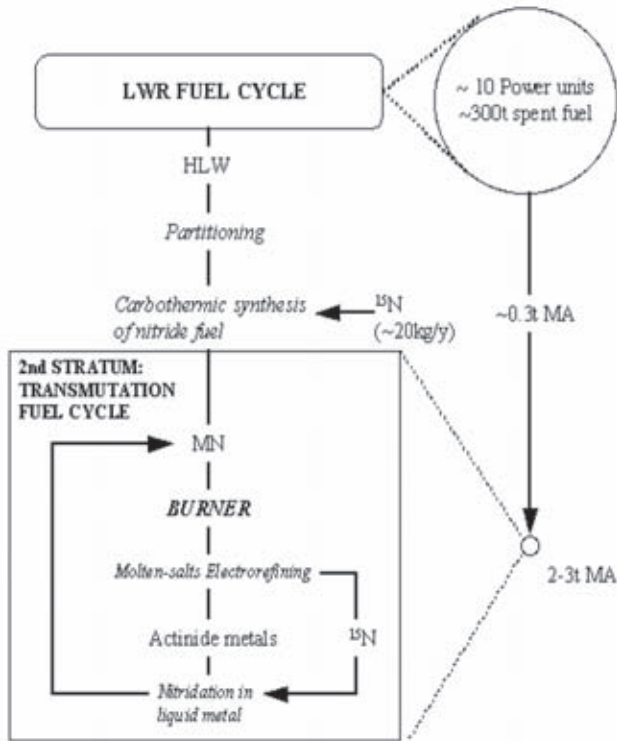 LWR FUEL CYCLE
~ 10 Power units
~300t spent fuel
HLW
Partitioning
Carbothermic synthesis
of nitride fuel
¹⁵N
(~20kg/y)
~0.3t MA
2nd STRATUM:
TRANSMUTATION
FUEL CYCLE
MN
BURNER
Molten-salts Electrorefining
Actinide metals
¹⁵N
Nitridation in
liquid metal
2-3t MA